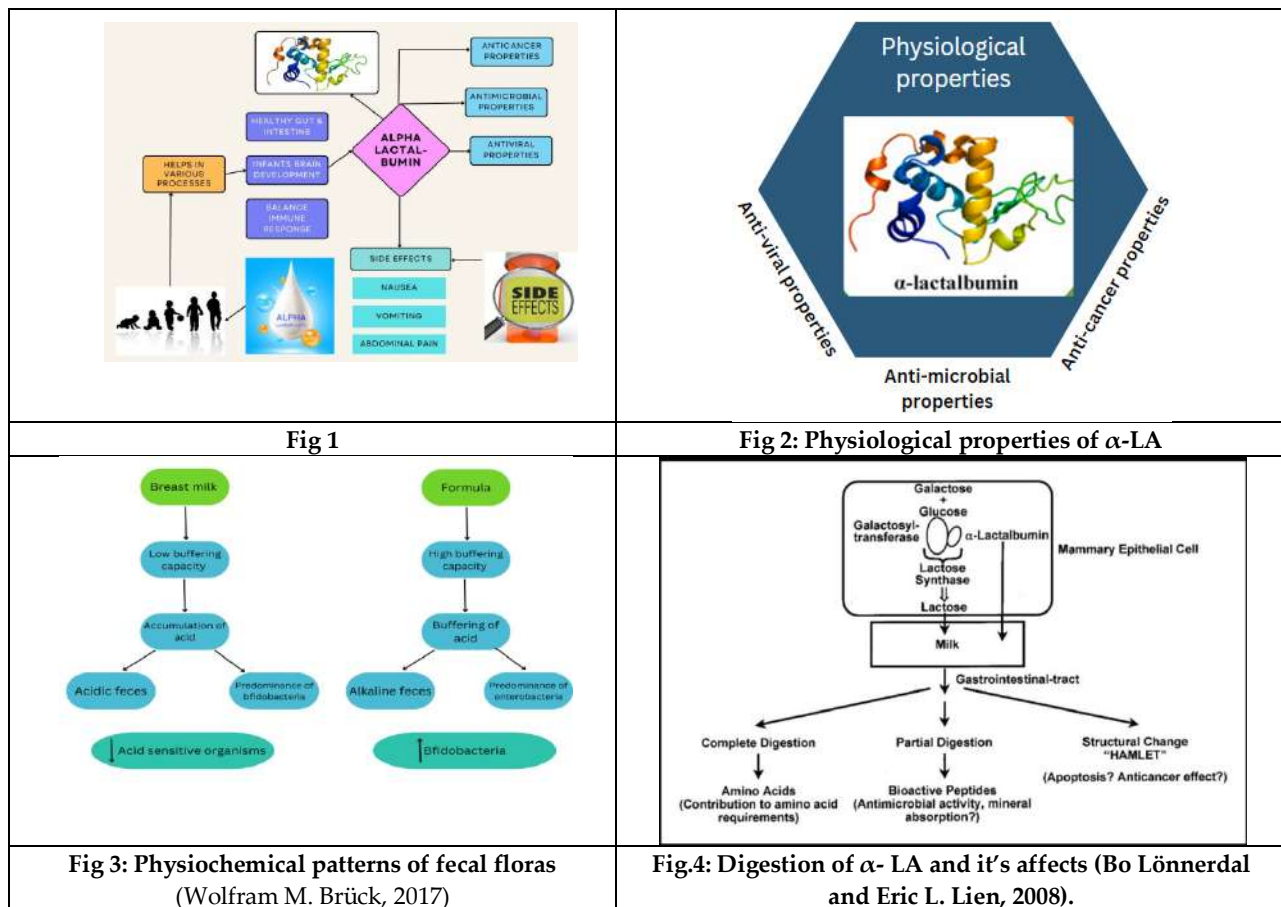 ANTICANCER
PROPERTIES
ANTIMICROBIAL
PROPERTIES
ANTIVIRAL
PROPERTIES
ALPHA
LACTAL-
BUMIN
HEALTHY GUT &
INTESTINE
INFANTS BRAIN
DEVELOPMENT
BALANCE
IMMUNE
RESPONSE
HELPS IN
VARIOUS
PROCESSES
SIDE EFFECTS
NAUSEA
VOMITING
ABDOMINAL PAIN
ALPHA
SIDE
EFFECTS
Fig 1
Physiological
properties
α-lactalbumin
Anti-viral properties
Anti-microbial
properties
Anti-cancer properties
Fig 2: Physiological properties of α-LA
Breast milk
Low buffering
capacity
Accumulation of
acid
Acidic feces
Predominance of
bfidobacteria
Acid sensitive organisms
Formula
High buffering
capacity
Buffering of
acid
Alkaline feces
Predominance of
enterobacteria
Bfidobacteria
Fig 3: Physiochemical patterns of fecal floras
(Wolfram M. Brück, 2017)
Galactose
+
Glucose
Galactosyl-
transferase
α-Lactalbumin
Mammary Epithelial Cell
Lactose
Synthase
Lactose
Milk
Gastrointestinal-tract
Complete Digestion
Amino Acids
(Contribution to amino acid
requirements)
Partial Digestion
Bioactive Peptides
(Antimicrobial activity, mineral
absorption?)
Structural Change
"HAMLET"
(Apoptosis? Anticancer effect?)
Fig.4: Digestion of α- LA and it's affects (Bo Lönnerdal
and Eric L. Lien, 2008).